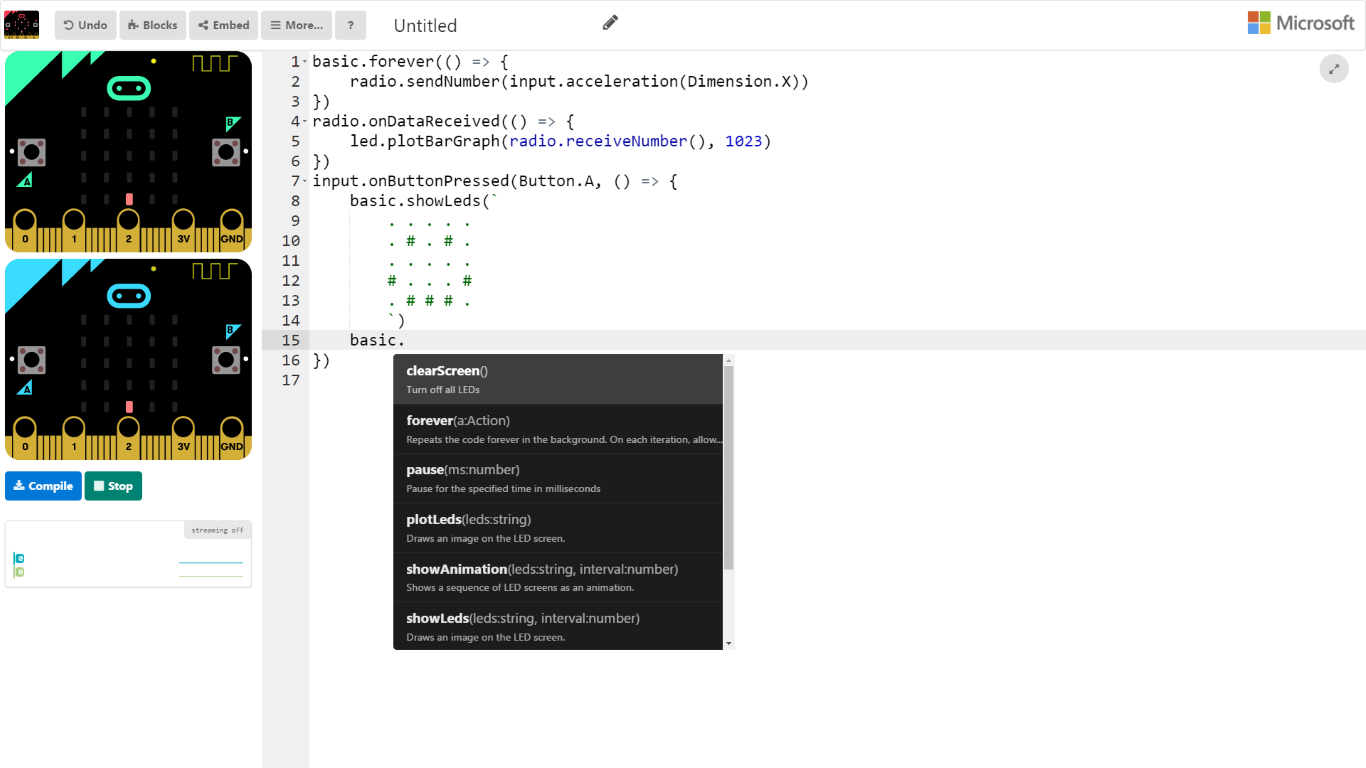 Undo Blocks Embed More... ? Untitled Microsoft
1 basic.forever(() => {
2 radio.sendNumber(input.acceleration(Dimension.X))
3 })
4 radio.onDataReceived(() => {
5 led.plotBarGraph(radio.receiveNumber(), 1023)
6 })
7 input.onButtonPressed(Button.A, () => {
8 basic.showLeds(`
9 . . . . .
10 . # . # .
11 . . . . .
12 # . . . #
13 . # # # .
14 `)
15 basic.
16 })
17
clearScreen()
Turn off all LEDs
forever(a:Action)
Repeats the code forever in the background. On each iteration, allow...
pause(ms:number)
Pause for the specified time in milliseconds
plotLeds(leds:string)
Draws an image on the LED screen.
showAnimation(leds:string, interval:number)
Shows a sequence of LED screens as an animation.
showLeds(leds:string, interval:number)
Draws an image on the LED screen.
B
A
0 1 2 3V GND
B
A
0 1 2 3V GND
Compile Stop
streaming off